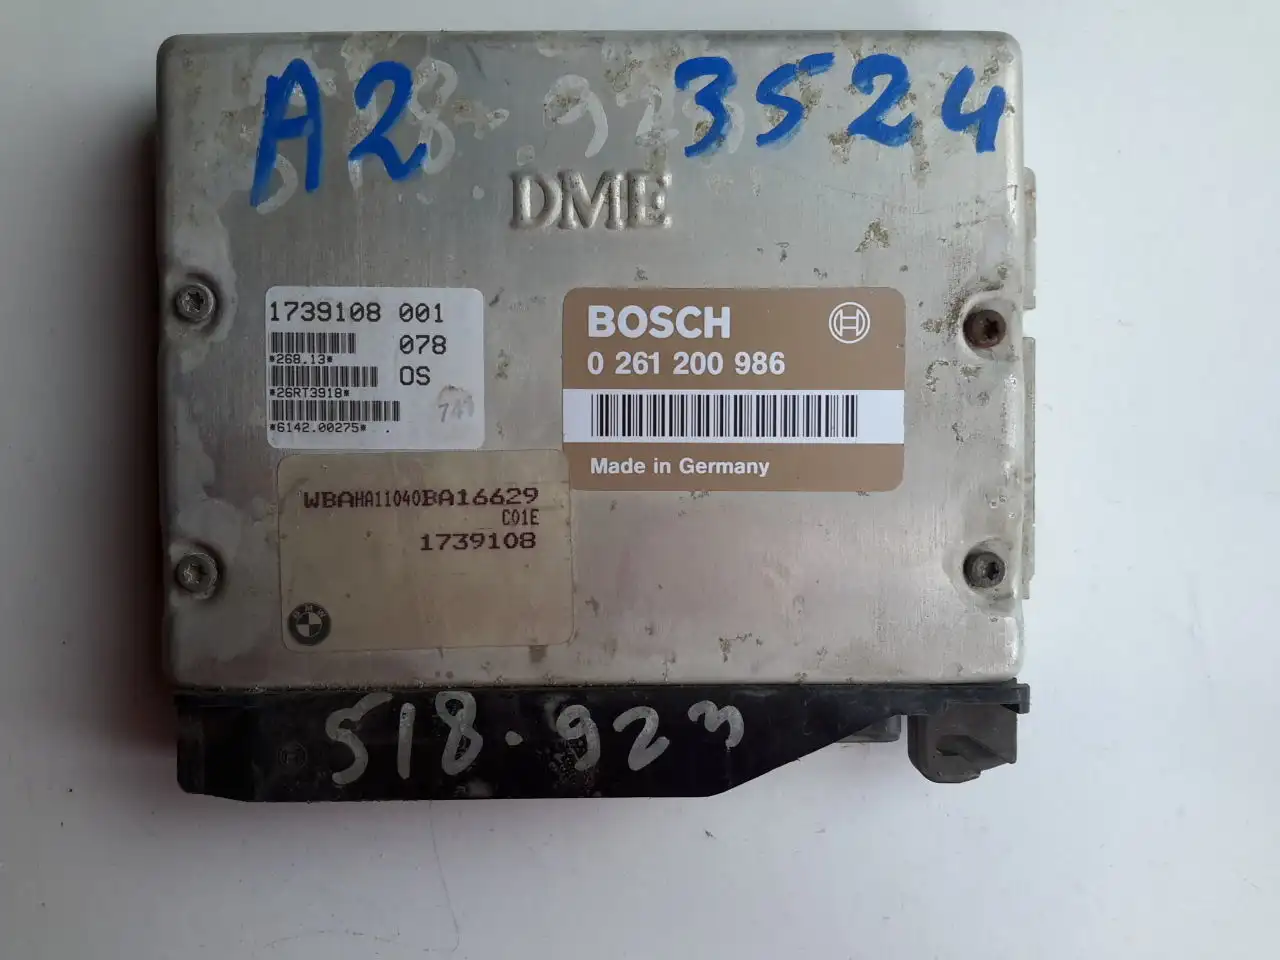 A2 3524
DME
1739108 001
078
*268.13*
OS
*26RT3918*
*6142.00275*
BOSCH
0 261 200 986
Made in Germany
WBAHA11040BA16629
C01E
1739108
BMW
518.923